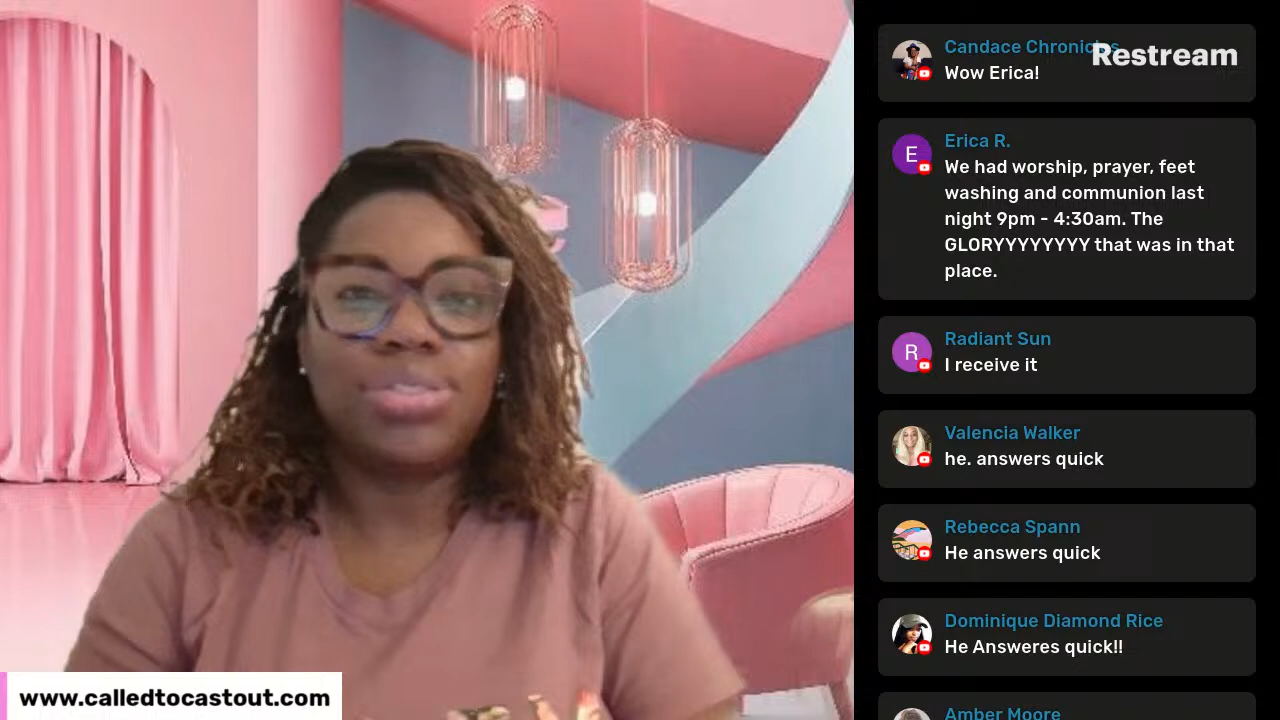 Candace Chronicles
Restream
Wow Erica!
E
Erica R.
We had worship, prayer, feet
washing and communion last
night 9pm - 4:30am. The
GLORYYYYYYYY that was in that
place.
R
Radiant Sun
I receive it
Valencia Walker
he. answers quick
Rebecca Spann
He answers quick
Dominique Diamond Rice
He Answeres quick!!
Amber Moore
www.calledtocastout.com